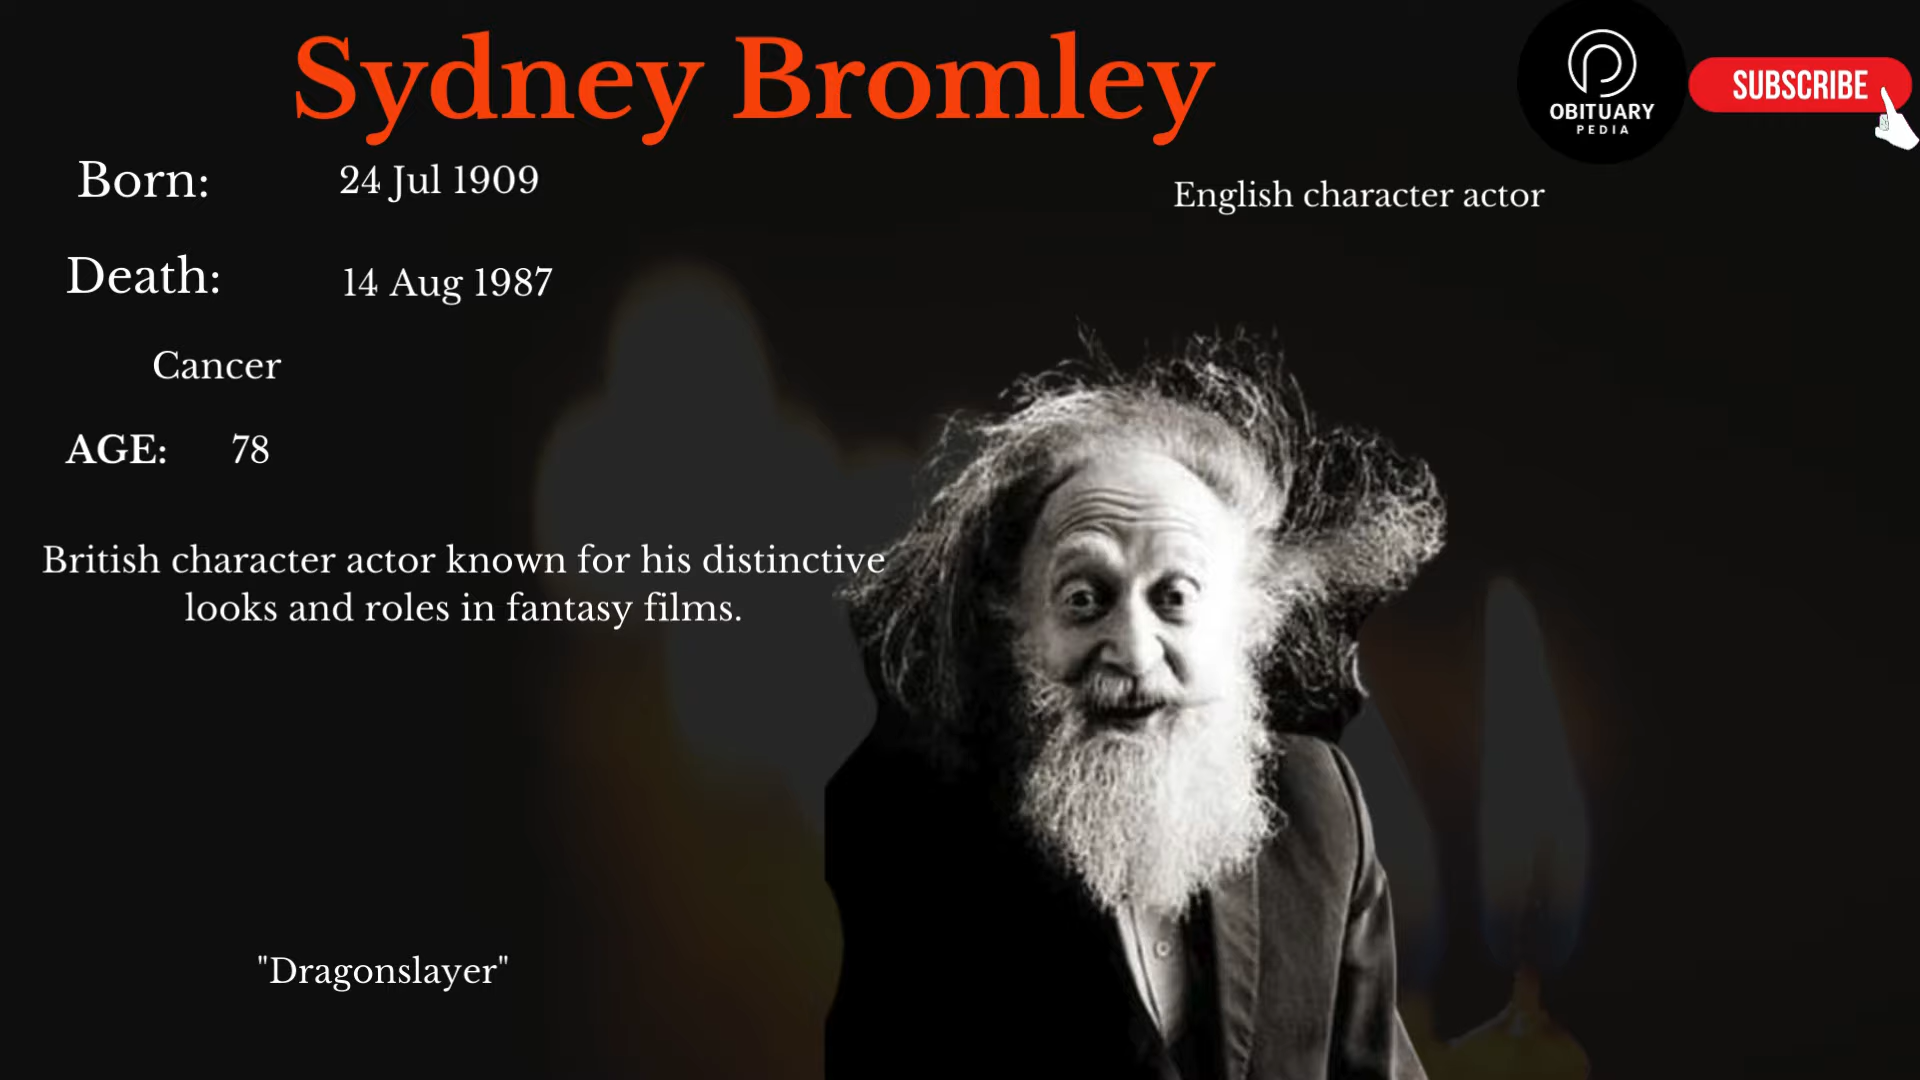 Sydney Bromley
OBITUARY
PEDIA
SUBSCRIBE
Born: 24 Jul 1909
English character actor
Death: 14 Aug 1987
Cancer
AGE: 78
British character actor known for his distinctive
looks and roles in fantasy films.
"Dragonslayer"